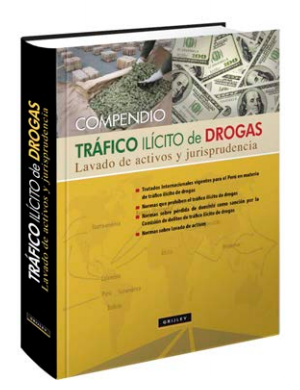 COMPENDIO
TRÁFICO ILÍCITO de DROGAS
Lavado de activos y jurisprudencia
Tratados Internacionales vigentes para el Perú en materia
de tráfico ilícito de drogas
Normas que prohíben el tráfico ilícito de drogas
Normas sobre pérdida de dominio como sanción por la
Comisión de delitos de tráfico ilícito de drogas
Normas sobre lavado de activos
GRIJLEY
TRÁFICO ILÍCITO de DROGAS
Lavado de activos y jurisprudencia